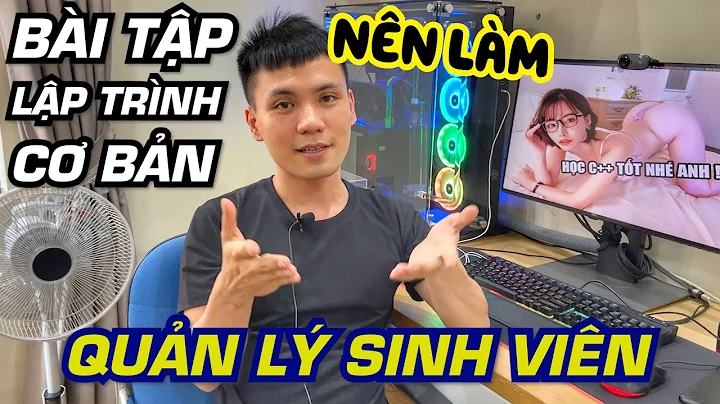 BÀI TẬP
LẬP TRÌNH
CƠ BẢN
NÊN LÀM
HỌC C++ TỐT NHÉ ANH !
QUẢN LÝ SINH VIÊN